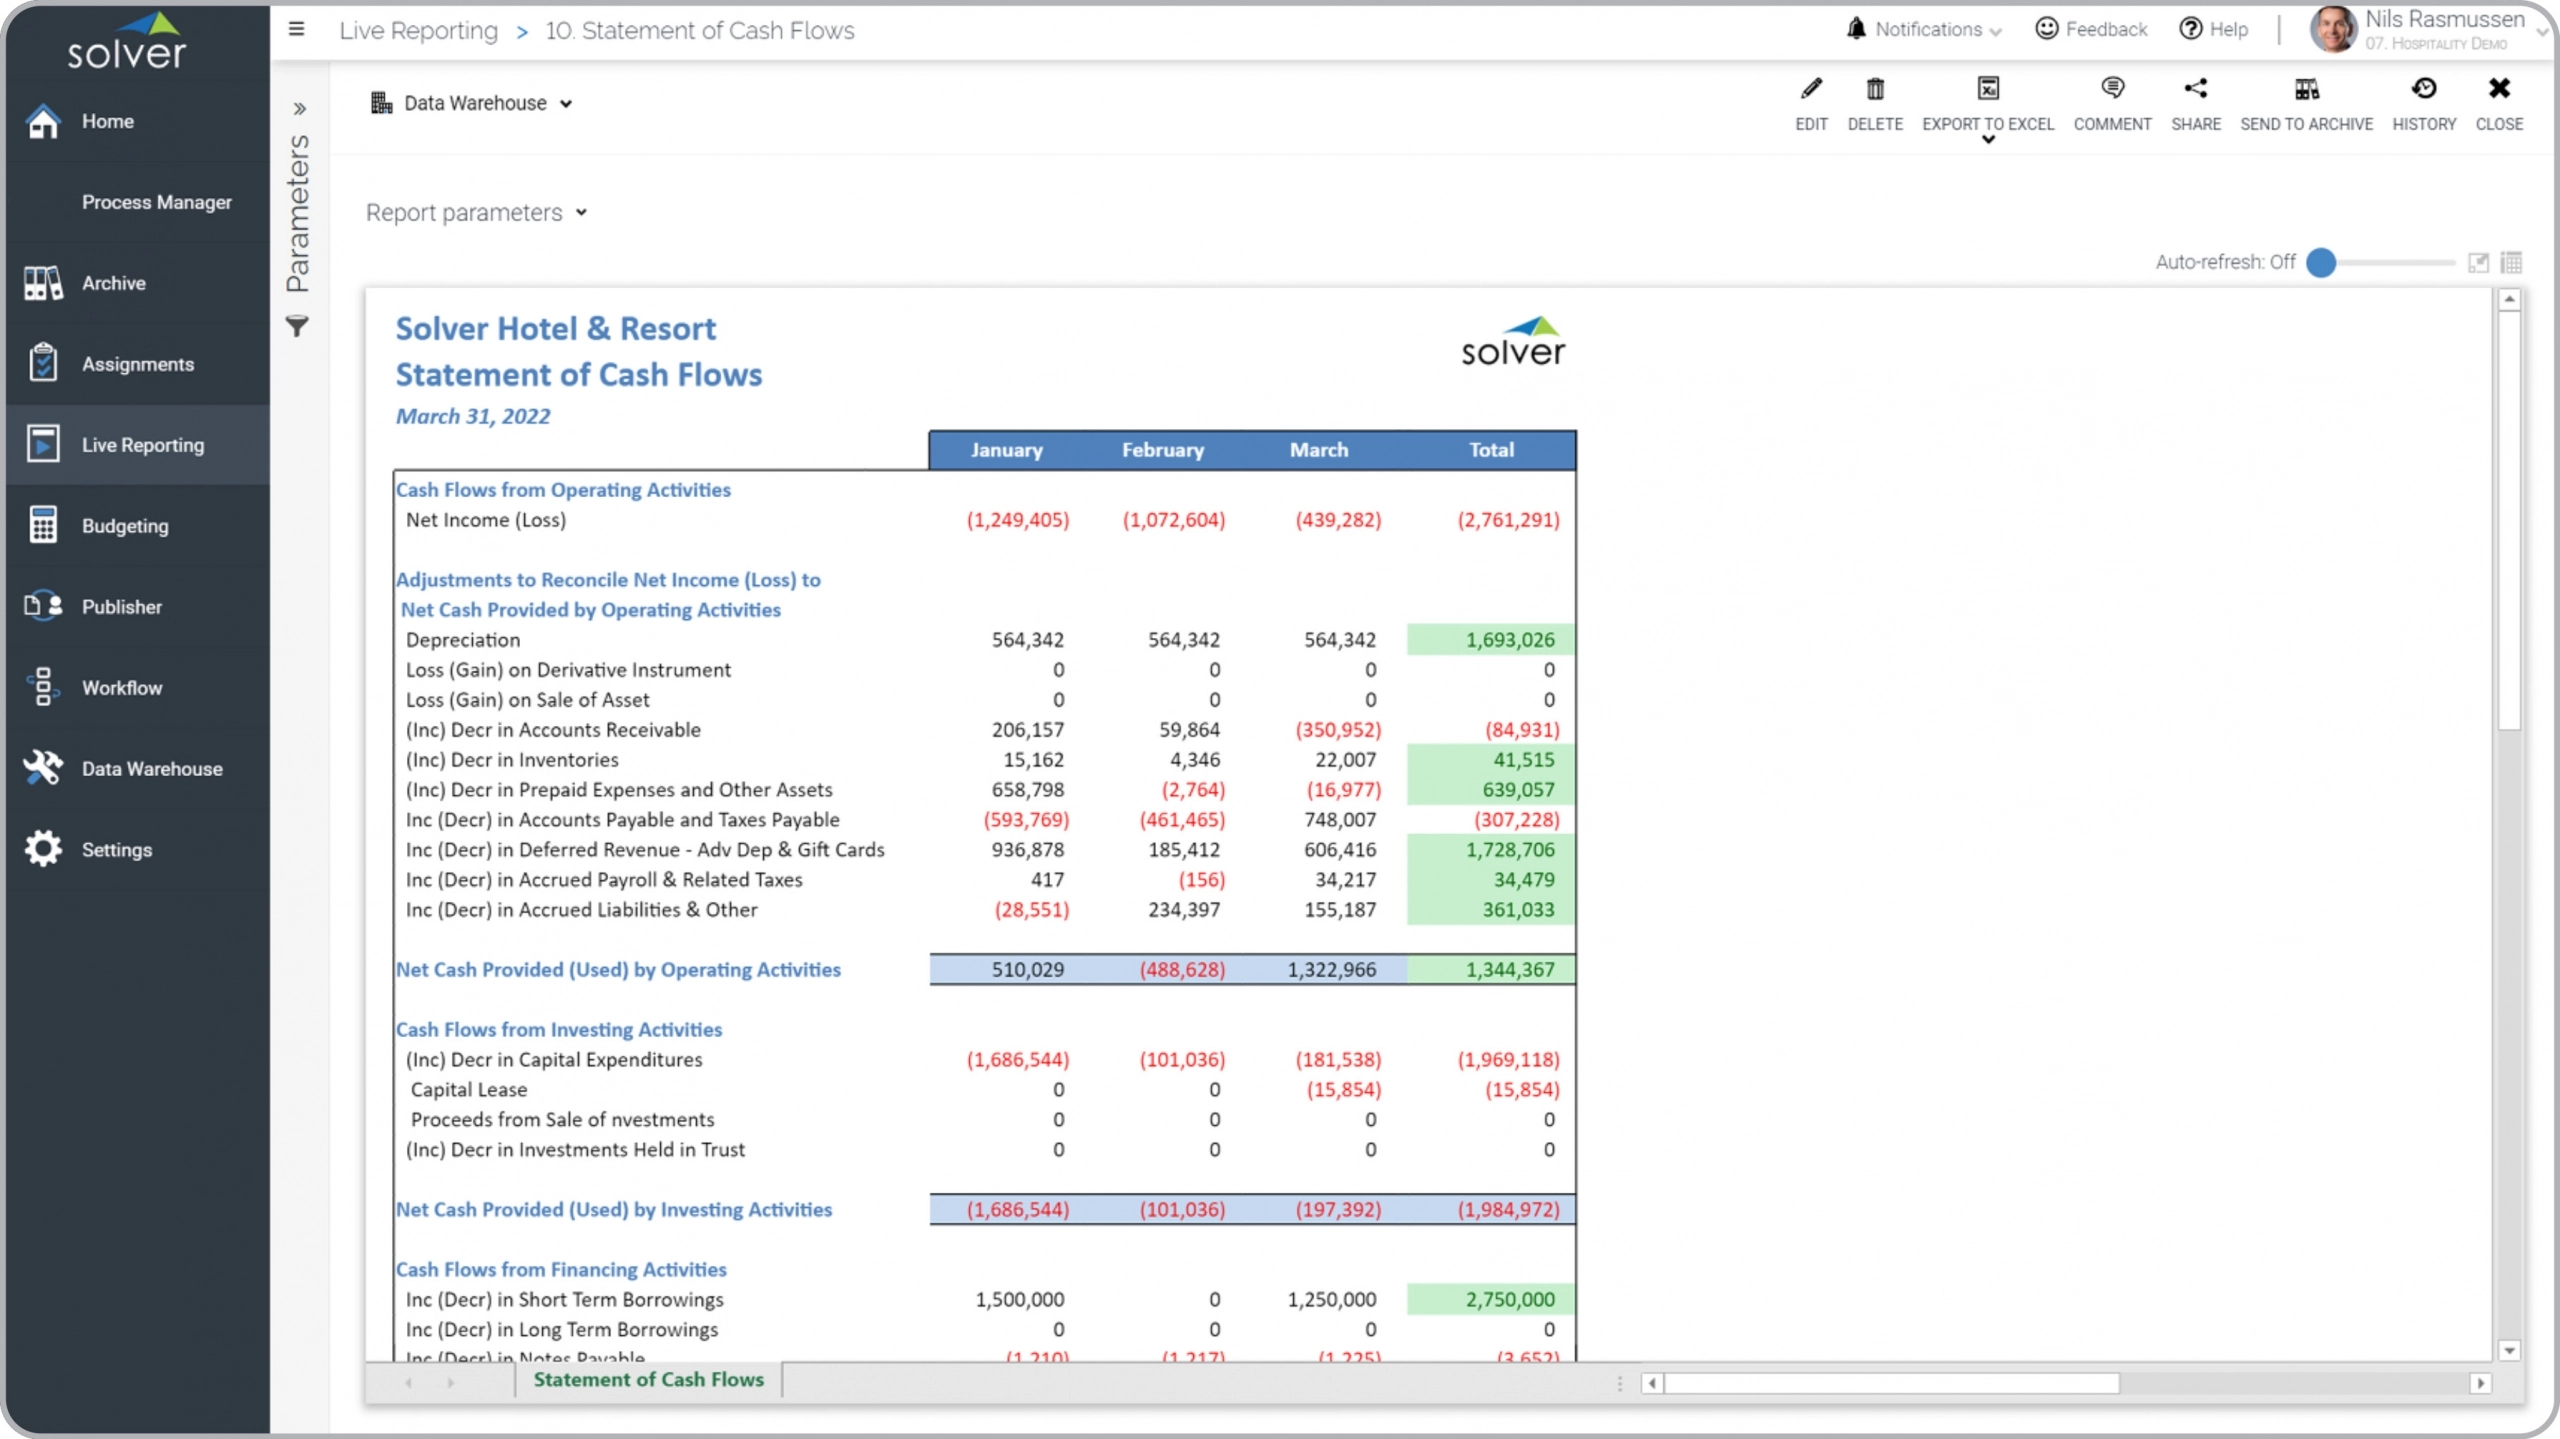 solver
Live Reporting > 10. Statement of Cash Flows
Notifications
Feedback
Help
Nils Rasmussen
07. Hospitality Demo
Home
Process Manager
Archive
Assignments
Live Reporting
Budgeting
Publisher
Workflow
Data Warehouse
Settings
Parameters
Data Warehouse
EDIT DELETE EXPORT TO EXCEL COMMENT SHARE SEND TO ARCHIVE HISTORY CLOSE
Report parameters
Auto-refresh: Off
Solver Hotel & Resort
solver
Statement of Cash Flows
March 31, 2022
January February March Total
Cash Flows from Operating Activities
Net Income (Loss) (1,249,405) (1,072,604) (439,282) (2,761,291)
Adjustments to Reconcile Net Income (Loss) to
Net Cash Provided by Operating Activities
Depreciation 564,342 564,342 564,342 1,693,026
Loss (Gain) on Derivative Instrument 0 0 0 0
Loss (Gain) on Sale of Asset 0 0 0 0
(Inc) Decr in Accounts Receivable 206,157 59,864 (350,952) (84,931)
(Inc) Decr in Inventories 15,162 4,346 22,007 41,515
(Inc) Decr in Prepaid Expenses and Other Assets 658,798 (2,764) (16,977) 639,057
Inc (Decr) in Accounts Payable and Taxes Payable (593,769) (461,465) 748,007 (307,228)
Inc (Decr) in Deferred Revenue - Adv Dep & Gift Cards 936,878 185,412 606,416 1,728,706
Inc (Decr) in Accrued Payroll & Related Taxes 417 (156) 34,217 34,479
Inc (Decr) in Accrued Liabilities & Other (28,551) 234,397 155,187 361,033
Net Cash Provided (Used) by Operating Activities 510,029 (488,628) 1,322,966 1,344,367
Cash Flows from Investing Activities
(Inc) Decr in Capital Expenditures (1,686,544) (101,036) (181,538) (1,969,118)
Capital Lease 0 0 (15,854) (15,854)
Proceeds from Sale of nvestments 0 0 0 0
(Inc) Decr in Investments Held in Trust 0 0 0 0
Net Cash Provided (Used) by Investing Activities (1,686,544) (101,036) (197,392) (1,984,972)
Cash Flows from Financing Activities
Inc (Decr) in Short Term Borrowings 1,500,000 0 1,250,000 2,750,000
Inc (Decr) in Long Term Borrowings 0 0 0 0
Inc (Decr) in Notes Payable (1,210) (1,217) (1,225) (3,652)
Statement of Cash Flows